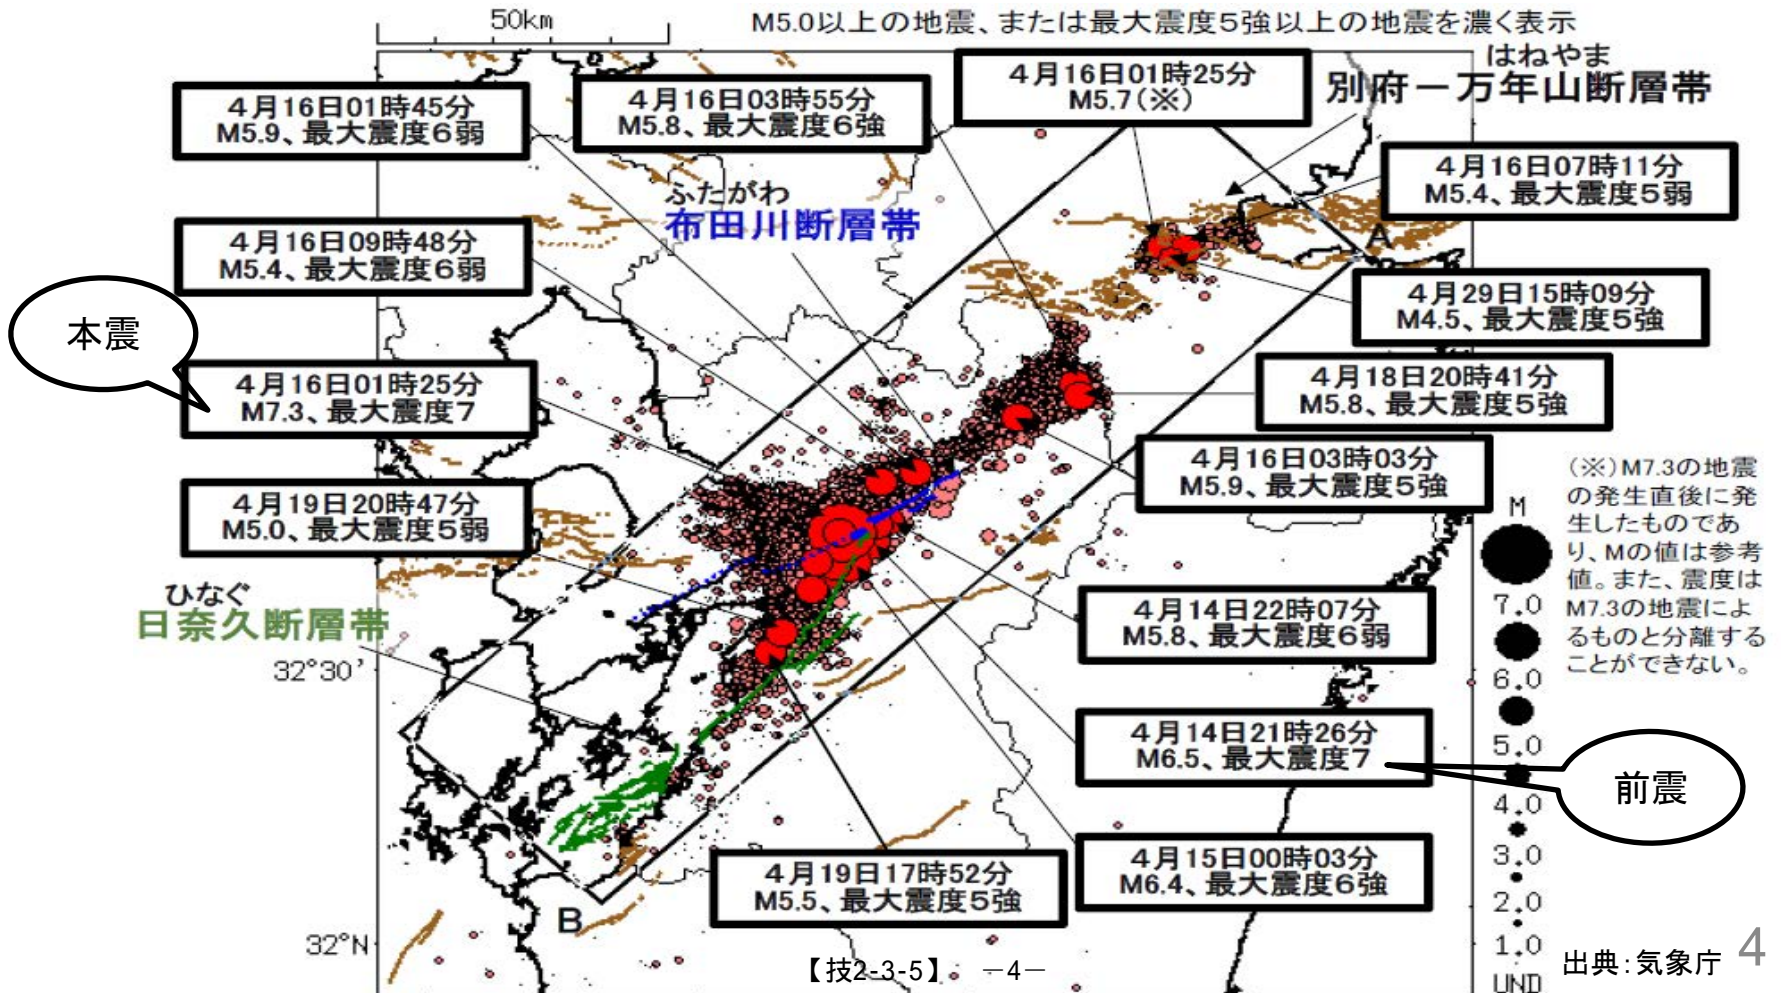 50km
M5.0以上の地震、または最大震度5強以上の地震を濃く表示
はねやま
別府－万年山断層帯
4月16日01時25分
M5.7(※)
4月16日01時45分
M5.9、最大震度6弱
4月16日03時55分
M5.8、最大震度6強
4月16日07時11分
M5.4、最大震度5弱
ふたがわ
布田川断層帯
4月16日09時48分
M5.4、最大震度6弱
A
4月29日15時09分
M4.5、最大震度5強
本震
4月16日01時25分
M7.3、最大震度7
4月18日20時41分
M5.8、最大震度5強
4月16日03時03分
M5.9、最大震度5強
(※)M7.3の地震
の発生直後に発
生したものであ
り、Mの値は参考
値。また、震度は
M7.3の地震によ
るものと分離する
ことができない。
4月19日20時47分
M5.0、最大震度5弱
ひなぐ
日奈久断層帯
4月14日22時07分
M5.8、最大震度6弱
32°30'
4月14日21時26分
M6.5、最大震度7
前震
4月19日17時52分
M5.5、最大震度5強
4月15日00時03分
M6.4、最大震度6強
B
32°N
M
7.0
6.0
5.0
4.0
3.0
2.0
1.0
UND
【技2-3-5】 －4－
出典：気象庁
4